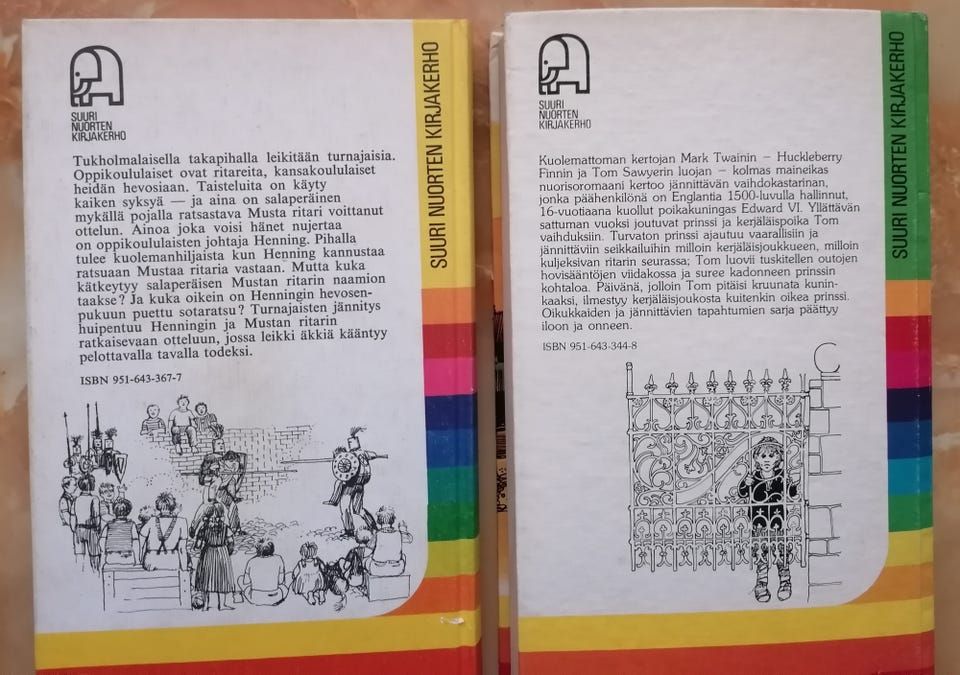 SUURI
NUORTEN
KIRJAKERHO
Tukholmalaisella takapihalla leikitään turnajaisia.
Oppikoululaiset ovat ritareita, kansakoululaiset
heidän hevosiaan. Taisteluita on käyty
kaiken syksyä — ja aina on salaperäinen
mykällä pojalla ratsastava Musta ritari voittanut
ottelun. Ainoa joka voisi hänet nujertaa
on oppikoululaisten johtaja Henning. Pihalla
tulee kuolemanhiljaista kun Henning kannustaa
ratsuaan Mustaa ritaria vastaan. Mutta kuka
kätkeytyy salaperäisen Mustan ritarin naamion
taakse? Ja kuka oikein on Henningin hevosen-
pukuun puettu sotaratsu? Turnajaisten jännitys
huipentuu Henningin ja Mustan ritarin
ratkaisevaan otteluun, jossa leikki äkkiä kääntyy
pelottavalla tavalla todeksi.
ISBN 951-643-367-7
SUURI NUORTEN KIRJAKERHO
SUURI
NUORTEN
KIRJAKERHO
Kuolemattoman kertojan Mark Twainin – Huckleberry
Finnin ja Tom Sawyerin luojan – kolmas maineikas
nuorisoromaani kertoo jännittävän vaihdokastarinan,
jonka päähenkilönä on Englantia 1500-luvulla hallinnut,
16-vuotiaana kuollut poikakuningas Edward VI. Yllättävän
sattuman vuoksi joutuvat prinssi ja kerjäläispoika Tom
vaihduksiin. Turvaton prinssi ajautuu vaarallisiin ja
jännittäviin seikkailuihin milloin kerjäläisjoukkueen, milloin
kuljeksivan ritarin seurassa; Tom luovii tuskitellen outojen
hovisääntöjen viidakossa ja suree kadonneen prinssin
kohtaloa. Päivänä, jolloin Tom pitäisi kruunata kunin-
kaaksi, ilmestyy kerjäläisjoukosta kuitenkin oikea prinssi.
Oikukkaiden ja jännittävien tapahtumien sarja päättyy
iloon ja onneen.
ISBN 951-643-344-8
SUURI NUORTEN KIRJAKERHO